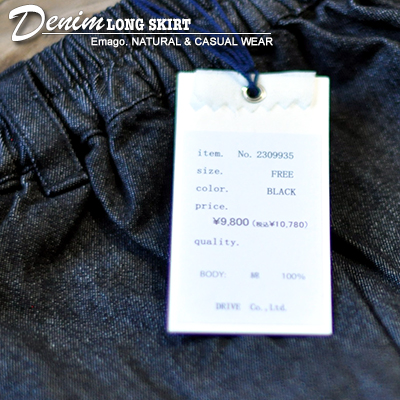 Denim LONG SKIRT
Emago. NATURAL & CASUAL WEAR
item. No. 2309935
size. FREE
color. BLACK
price.
¥9,800 (税込¥10,780)
quality.
BODY: 綿 100%
DRIVE Co.,Ltd.